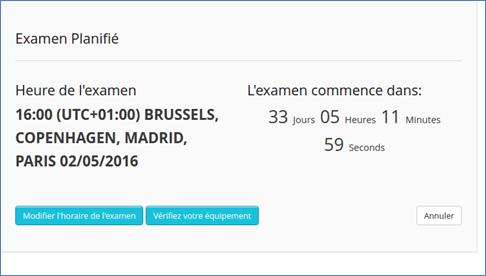 Examen Planifié
Heure de l'examen
16:00 (UTC+01:00) BRUSSELS,
COPENHAGEN, MADRID,
PARIS 02/05/2016
L'examen commence dans:
33 Jours 05 Heures 11 Minutes
59 Seconds
Modifier l'horaire de l'examen
Vérifiez votre équipement
Annuler